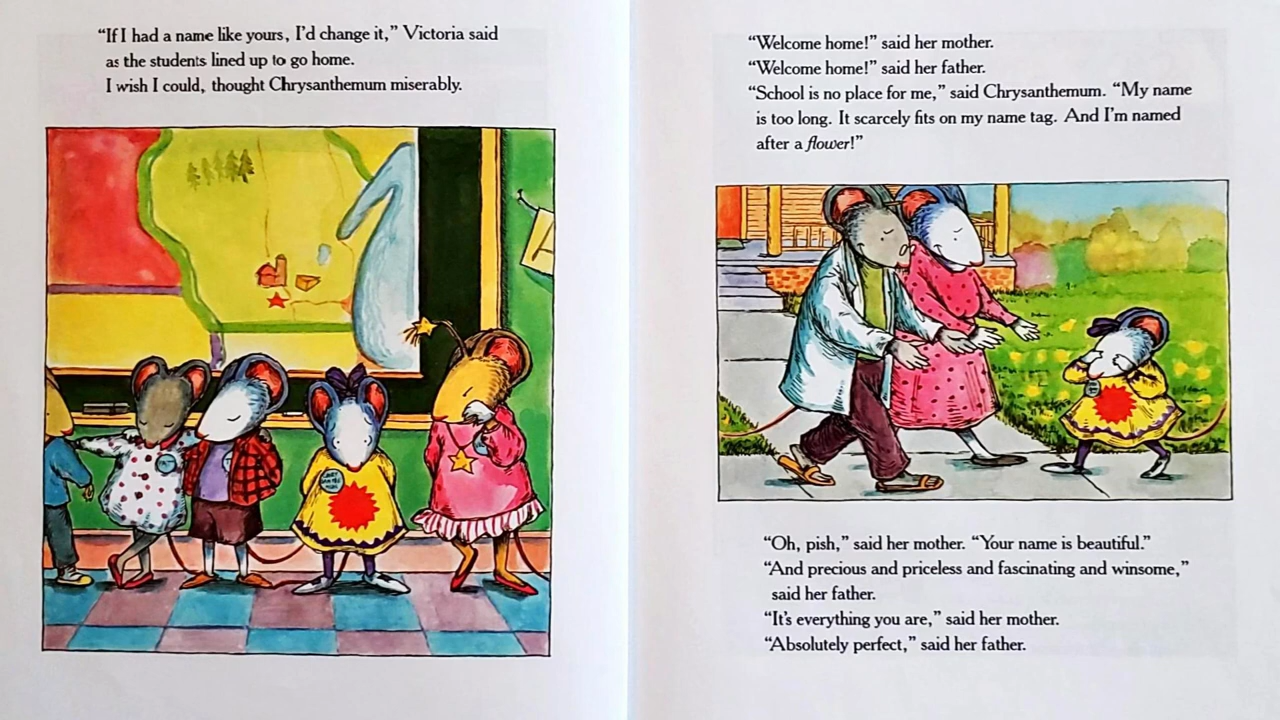 “If I had a name like yours, I’d change it,” Victoria said
as the students lined up to go home.
I wish I could, thought Chrysanthemum miserably.
“Welcome home!” said her mother.
“Welcome home!” said her father.
“School is no place for me,” said Chrysanthemum. “My name
is too long. It scarcely fits on my name tag. And I’m named
after a flower!”
“Oh, pish,” said her mother. “Your name is beautiful.”
“And precious and priceless and fascinating and winsome,”
said her father.
“It’s everything you are,” said her mother.
“Absolutely perfect,” said her father.